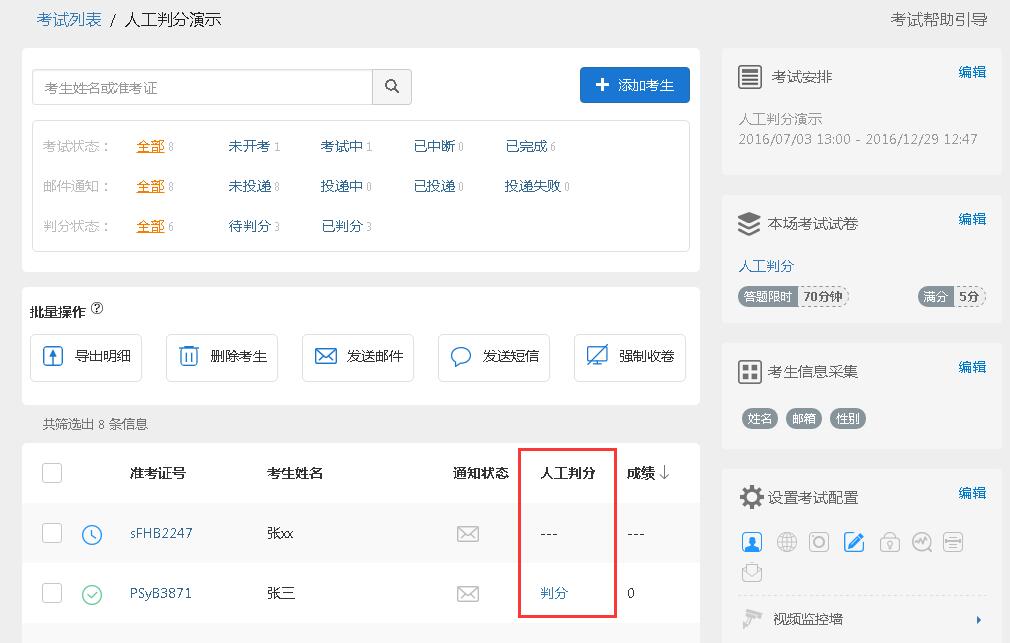 考试列表 / 人工判分演示
考试帮助引导
考生姓名或准考证
添加考生
考试状态： 全部 8 未开考 1 考试中 1 已中断 0 已完成 6
邮件通知： 全部 8 未投递 8 投递中 0 已投递 0 投递失败 0
判分状态： 全部 6 待判分 3 已判分 3
批量操作 ?
导出明细 删除考生 发送邮件 发送短信 强制收卷
共筛选出 8 条信息
准考证号 考生姓名 通知状态 人工判分 成绩↓
sFHB2247 张xx --- ---
PSyB3871 张三 判分 0
考试安排 编辑
人工判分演示
2016/07/03 13:00 - 2016/12/29 12:47
本场考试试卷 编辑
人工判分
答题限时 70分钟 满分 5分
考生信息采集 编辑
姓名 邮箱 性别
设置考试配置 编辑
视频监控墙